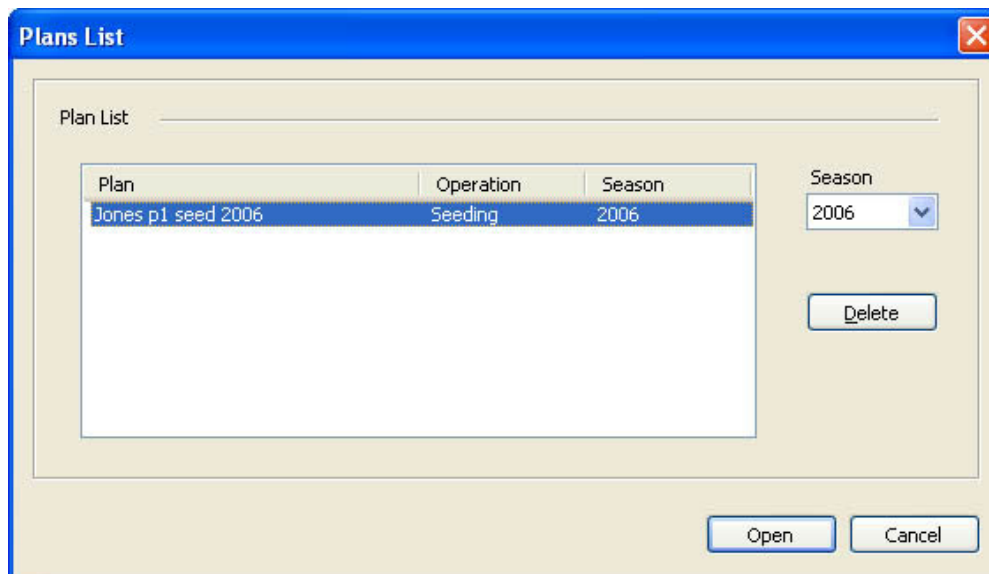 Plans List
Plan List
Plan Operation Season
Jones p1 seed 2006 Seeding 2006
Season
2006
Delete
Open Cancel